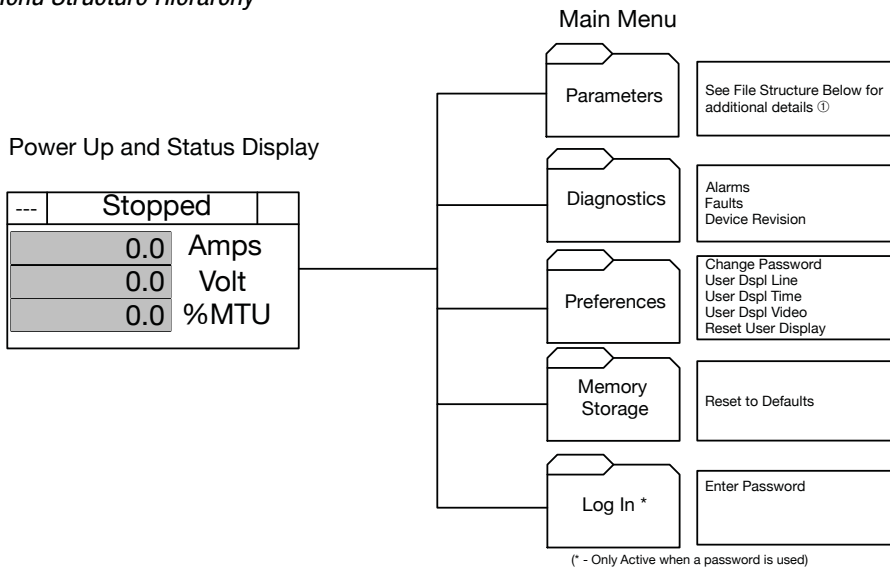 Menu Structure Hierarchy
Main Menu
Power Up and Status Display
--- Stopped
0.0 Amps
0.0 Volt
0.0 %MTU
Parameters
See File Structure Below for
additional details ①
Diagnostics
Alarms
Faults
Device Revision
Preferences
Change Password
User Dspl Line
User Dspl Time
User Dspl Video
Reset User Display
Memory
Storage
Reset to Defaults
Log In *
Enter Password
(* - Only Active when a password is used)